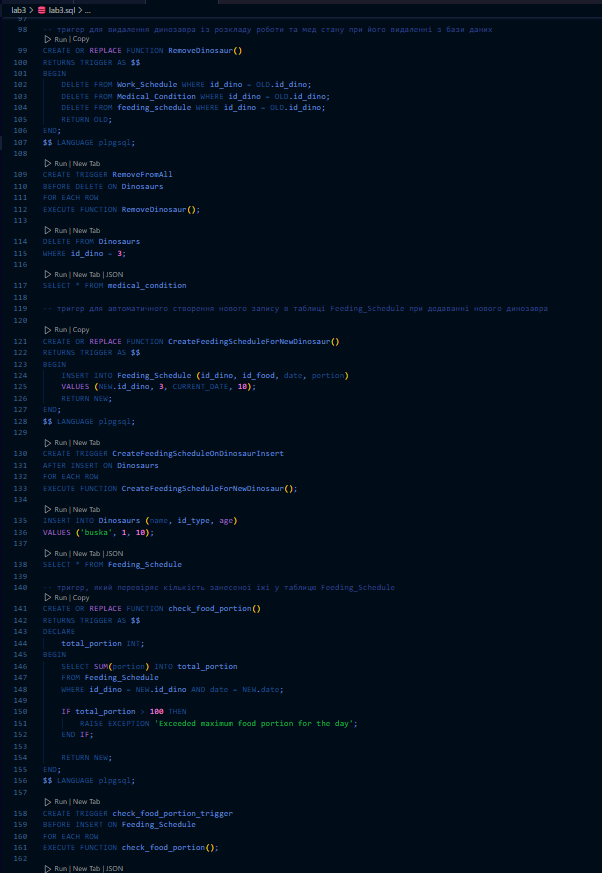 lab3 > lab3.sql > ...
97
98 -- тригер для видалення динозавра із розкладу роботи та мед стану при його видаленні з бази даних
Run | Copy
99 CREATE OR REPLACE FUNCTION RemoveDinosaur()
100 RETURNS TRIGGER AS $$
101 BEGIN
102 DELETE FROM Work_Schedule WHERE id_dino = OLD.id_dino;
103 DELETE FROM Medical_Condition WHERE id_dino = OLD.id_dino;
104 DELETE FROM feeding_schedule WHERE id_dino = OLD.id_dino;
105 RETURN OLD;
106 END;
107 $$ LANGUAGE plpgsql;
108
Run | New Tab
109 CREATE TRIGGER RemoveFromAll
110 BEFORE DELETE ON Dinosaurs
111 FOR EACH ROW
112 EXECUTE FUNCTION RemoveDinosaur();
113
Run | New Tab
114 DELETE FROM Dinosaurs
115 WHERE id_dino = 3;
116
Run | New Tab | JSON
117 SELECT * FROM medical_condition
118
119 -- тригер для автоматичного створення нового запису в таблиці Feeding_Schedule при додаванні нового динозавра
120
Run | Copy
121 CREATE OR REPLACE FUNCTION CreateFeedingScheduleForNewDinosaur()
122 RETURNS TRIGGER AS $$
123 BEGIN
124 INSERT INTO Feeding_Schedule (id_dino, id_food, date, portion)
125 VALUES (NEW.id_dino, 3, CURRENT_DATE, 10);
126 RETURN NEW;
127 END;
128 $$ LANGUAGE plpgsql;
129
Run | New Tab
130 CREATE TRIGGER CreateFeedingScheduleOnDinosaurInsert
131 AFTER INSERT ON Dinosaurs
132 FOR EACH ROW
133 EXECUTE FUNCTION CreateFeedingScheduleForNewDinosaur();
134
Run | New Tab
135 INSERT INTO Dinosaurs (name, id_type, age)
136 VALUES ('buska', 1, 10);
137
Run | New Tab | JSON
138 SELECT * FROM Feeding_Schedule
139
140 -- тригер, який перевіряє кількість занесеної їжі у таблицю Feeding_Schedule
Run | Copy
141 CREATE OR REPLACE FUNCTION check_food_portion()
142 RETURNS TRIGGER AS $$
143 DECLARE
144 total_portion INT;
145 BEGIN
146 SELECT SUM(portion) INTO total_portion
147 FROM Feeding_Schedule
148 WHERE id_dino = NEW.id_dino AND date = NEW.date;
149
150 IF total_portion > 100 THEN
151 RAISE EXCEPTION 'Exceeded maximum food portion for the day';
152 END IF;
153
154 RETURN NEW;
155 END;
156 $$ LANGUAGE plpgsql;
157
Run | New Tab
158 CREATE TRIGGER check_food_portion_trigger
159 BEFORE INSERT ON Feeding_Schedule
160 FOR EACH ROW
161 EXECUTE FUNCTION check_food_portion();
162
Run | New Tab | JSON